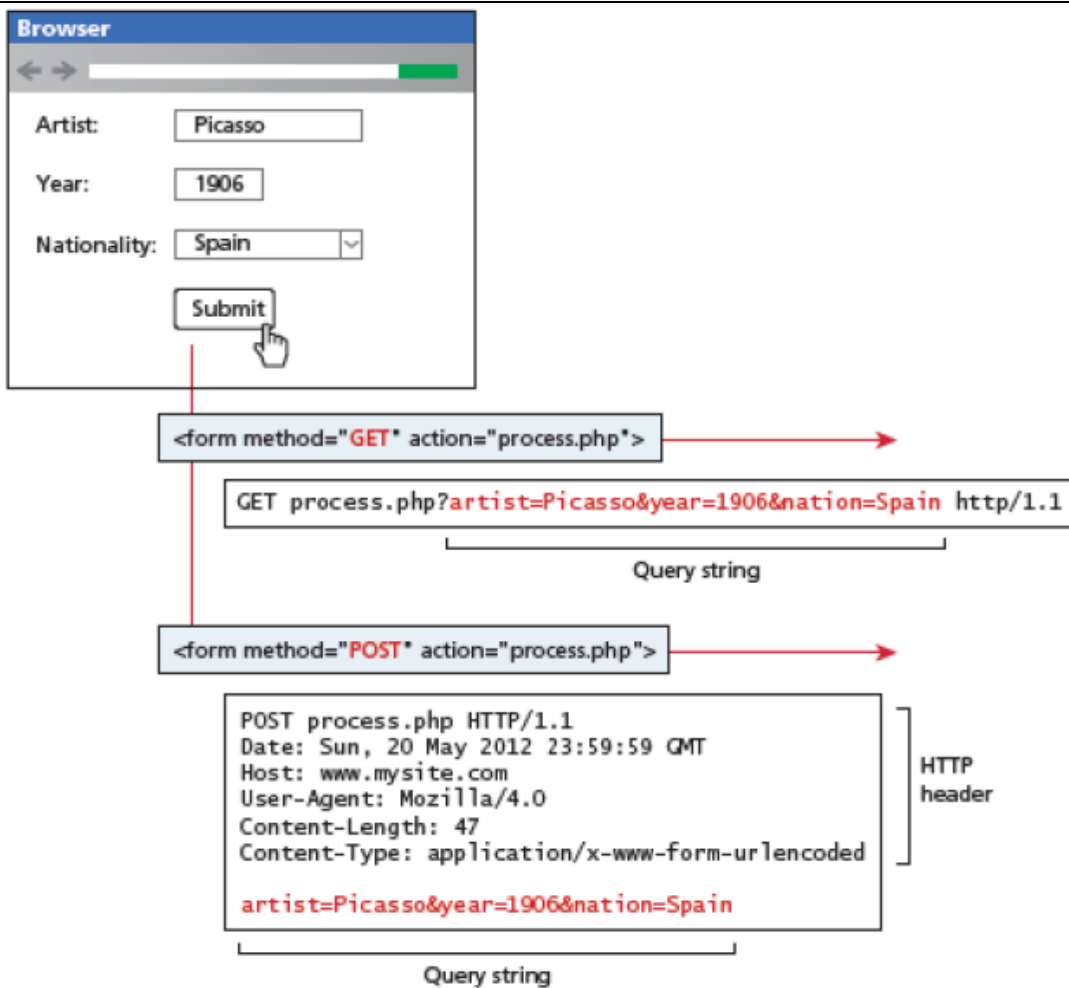 Browser
Artist: Picasso
Year: 1906
Nationality: Spain
Submit
<form method="GET" action="process.php">
GET process.php?artist=Picasso&year=1906&nation=Spain http/1.1
Query string
<form method="POST" action="process.php">
POST process.php HTTP/1.1
Date: Sun, 20 May 2012 23:59:59 GMT
Host: www.mysite.com
User-Agent: Mozilla/4.0
Content-Length: 47
Content-Type: application/x-www-form-urlencoded
HTTP
header
artist=Picasso&year=1906&nation=Spain
Query string